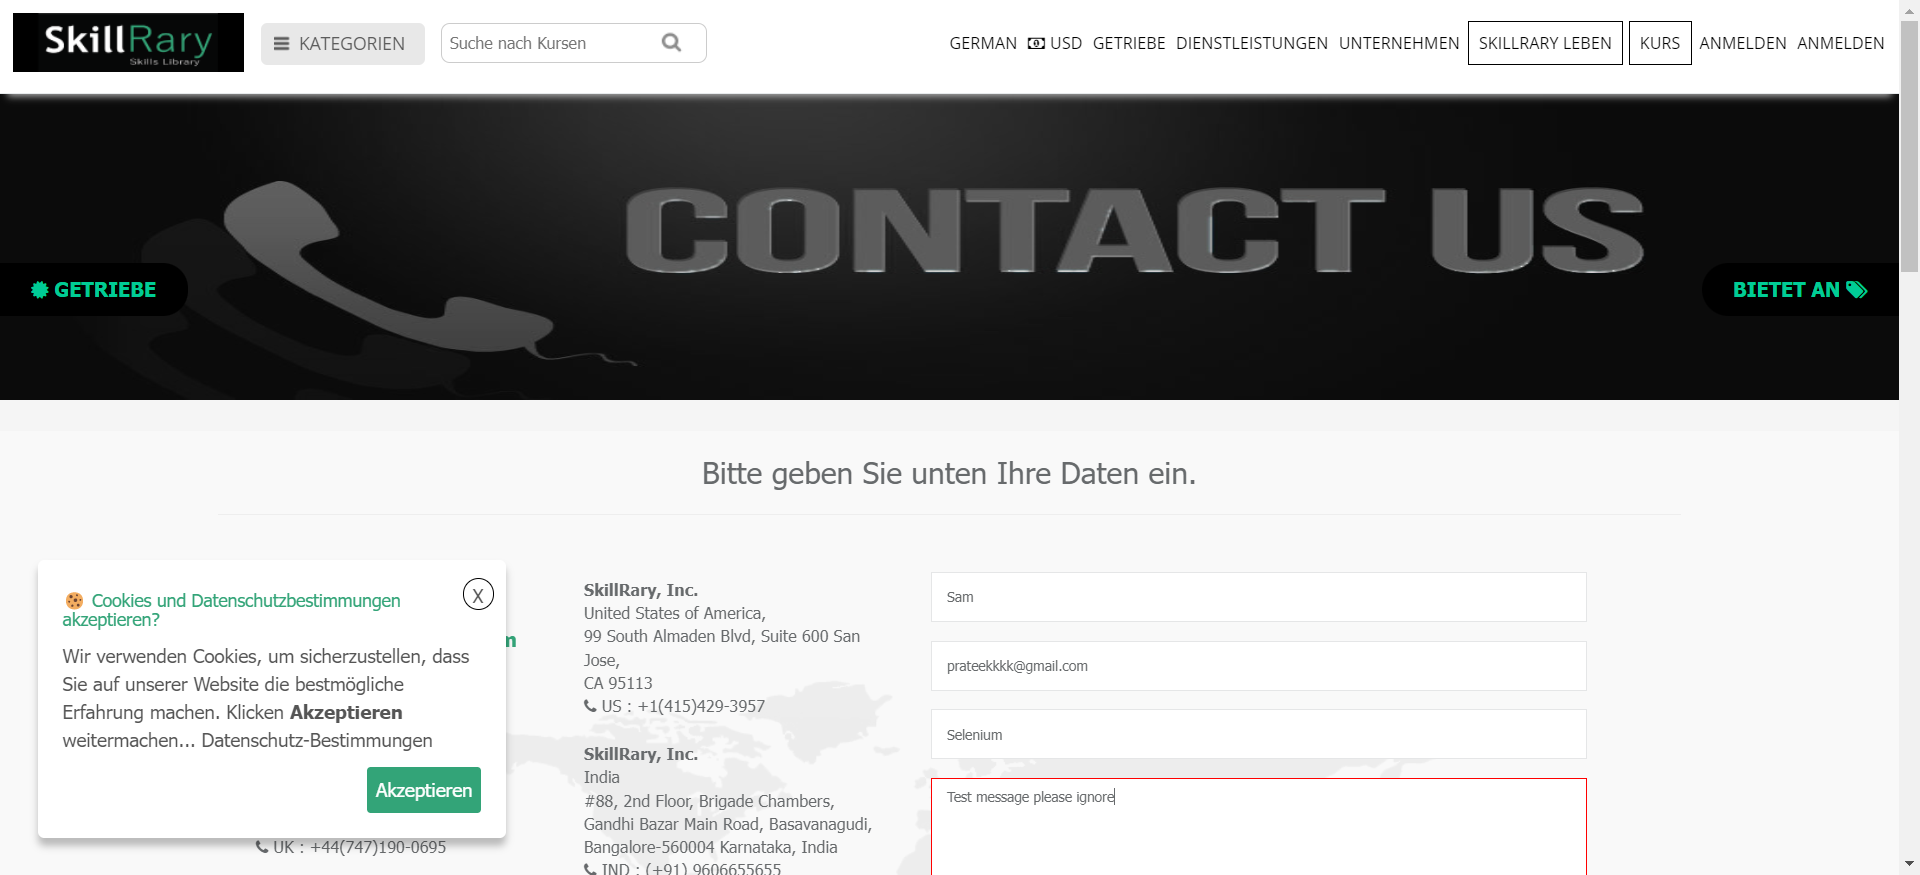 SkillRary
Skills Library
KATEGORIEN
Suche nach Kursen
GERMAN USD GETRIEBE DIENSTLEISTUNGEN UNTERNEHMEN SKILLRARY LEBEN KURS ANMELDEN ANMELDEN
CONTACT US
GETRIEBE
BIETET AN
Bitte geben Sie unten Ihre Daten ein.
🍪 Cookies und Datenschutzbestimmungen
akzeptieren?
X
Wir verwenden Cookies, um sicherzustellen, dass
Sie auf unserer Website die bestmögliche
Erfahrung machen. Klicken Akzeptieren
weitermachen... Datenschutz-Bestimmungen
Akzeptieren
m
UK : +44(747)190-0695
SkillRary, Inc.
United States of America,
99 South Almaden Blvd, Suite 600 San
Jose,
CA 95113
US : +1(415)429-3957
SkillRary, Inc.
India
#88, 2nd Floor, Brigade Chambers,
Gandhi Bazar Main Road, Basavanagudi,
Bangalore-560004 Karnataka, India
IND : (+91) 9606655655
Sam
prateekkkk@gmail.com
Selenium
Test message please ignore